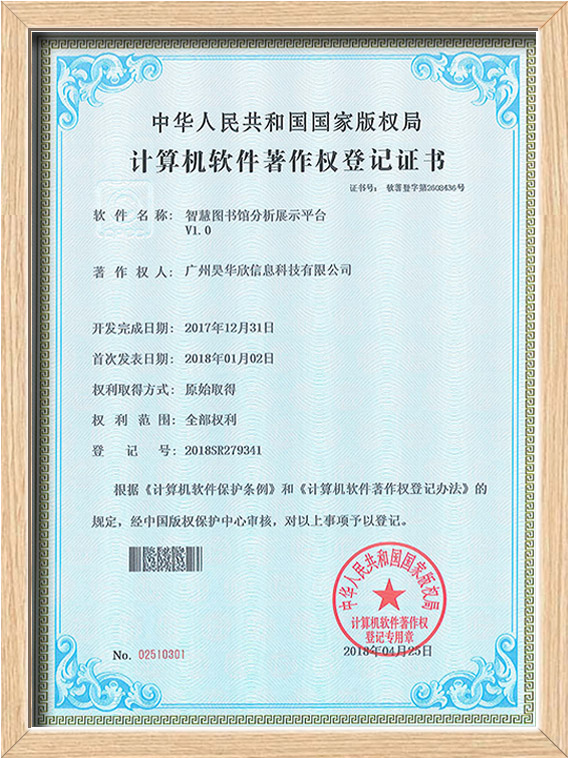 中华人民共和国国家版权局
计算机软件著作权登记证书
证书号： 软著登字第2608436号
软件名称： 智慧图书馆分析展示平台
V1.0
著作权人： 广州昊华欣信息科技有限公司
开发完成日期： 2017年12月31日
首次发表日期： 2018年01月02日
权利取得方式： 原始取得
权利范围： 全部权利
登记号： 2018SR279341
根据《计算机软件保护条例》和《计算机软件著作权登记办法》的
规定，经中国版权保护中心审核，对以上事项予以登记。
中华人民共和国国家版权局
计算机软件著作权
登记专用章
No. 02510301
2018年04月25日